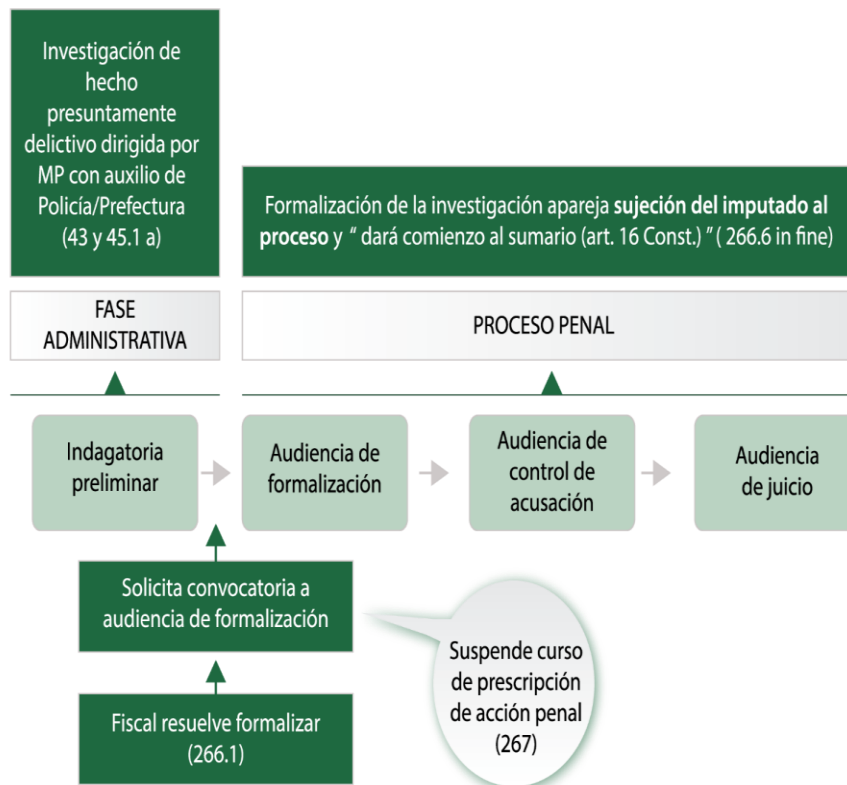 Investigación de
hecho
presuntamente
delictivo dirigida por
MP con auxilio de
Policía/Prefectura
(43 y 45.1 a)
Formalización de la investigación apareja sujeción del imputado al
proceso y “ dará comienzo al sumario (art. 16 Const.) ” ( 266.6 in fine)
FASE
ADMINISTRATIVA
PROCESO PENAL
Indagatoria
preliminar
Audiencia de
formalización
Audiencia de
control de
acusación
Audiencia
de juicio
Solicita convocatoria a
audiencia de formalización
Suspende curso
de prescripción
de acción penal
(267)
Fiscal resuelve formalizar
(266.1)